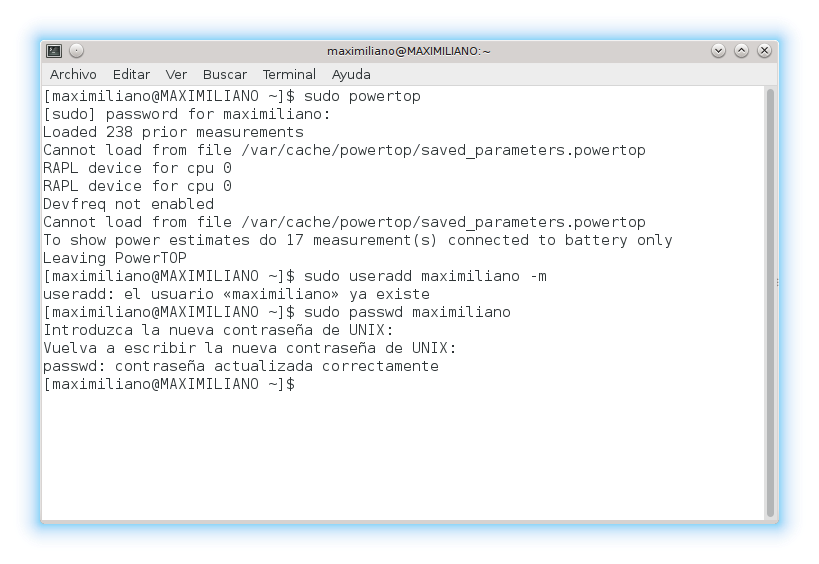 maximiliano@MAXIMILIANO:~
Archivo Editar Ver Buscar Terminal Ayuda
[maximiliano@MAXIMILIANO ~]$ sudo powertop
[sudo] password for maximiliano:
Loaded 238 prior measurements
Cannot load from file /var/cache/powertop/saved_parameters.powertop
RAPL device for cpu 0
RAPL device for cpu 0
Devfreq not enabled
Cannot load from file /var/cache/powertop/saved_parameters.powertop
To show power estimates do 17 measurement(s) connected to battery only
Leaving PowerTOP
[maximiliano@MAXIMILIANO ~]$ sudo useradd maximiliano -m
useradd: el usuario «maximiliano» ya existe
[maximiliano@MAXIMILIANO ~]$ sudo passwd maximiliano
Introduzca la nueva contraseña de UNIX:
Vuelva a escribir la nueva contraseña de UNIX:
passwd: contraseña actualizada correctamente
[maximiliano@MAXIMILIANO ~]$